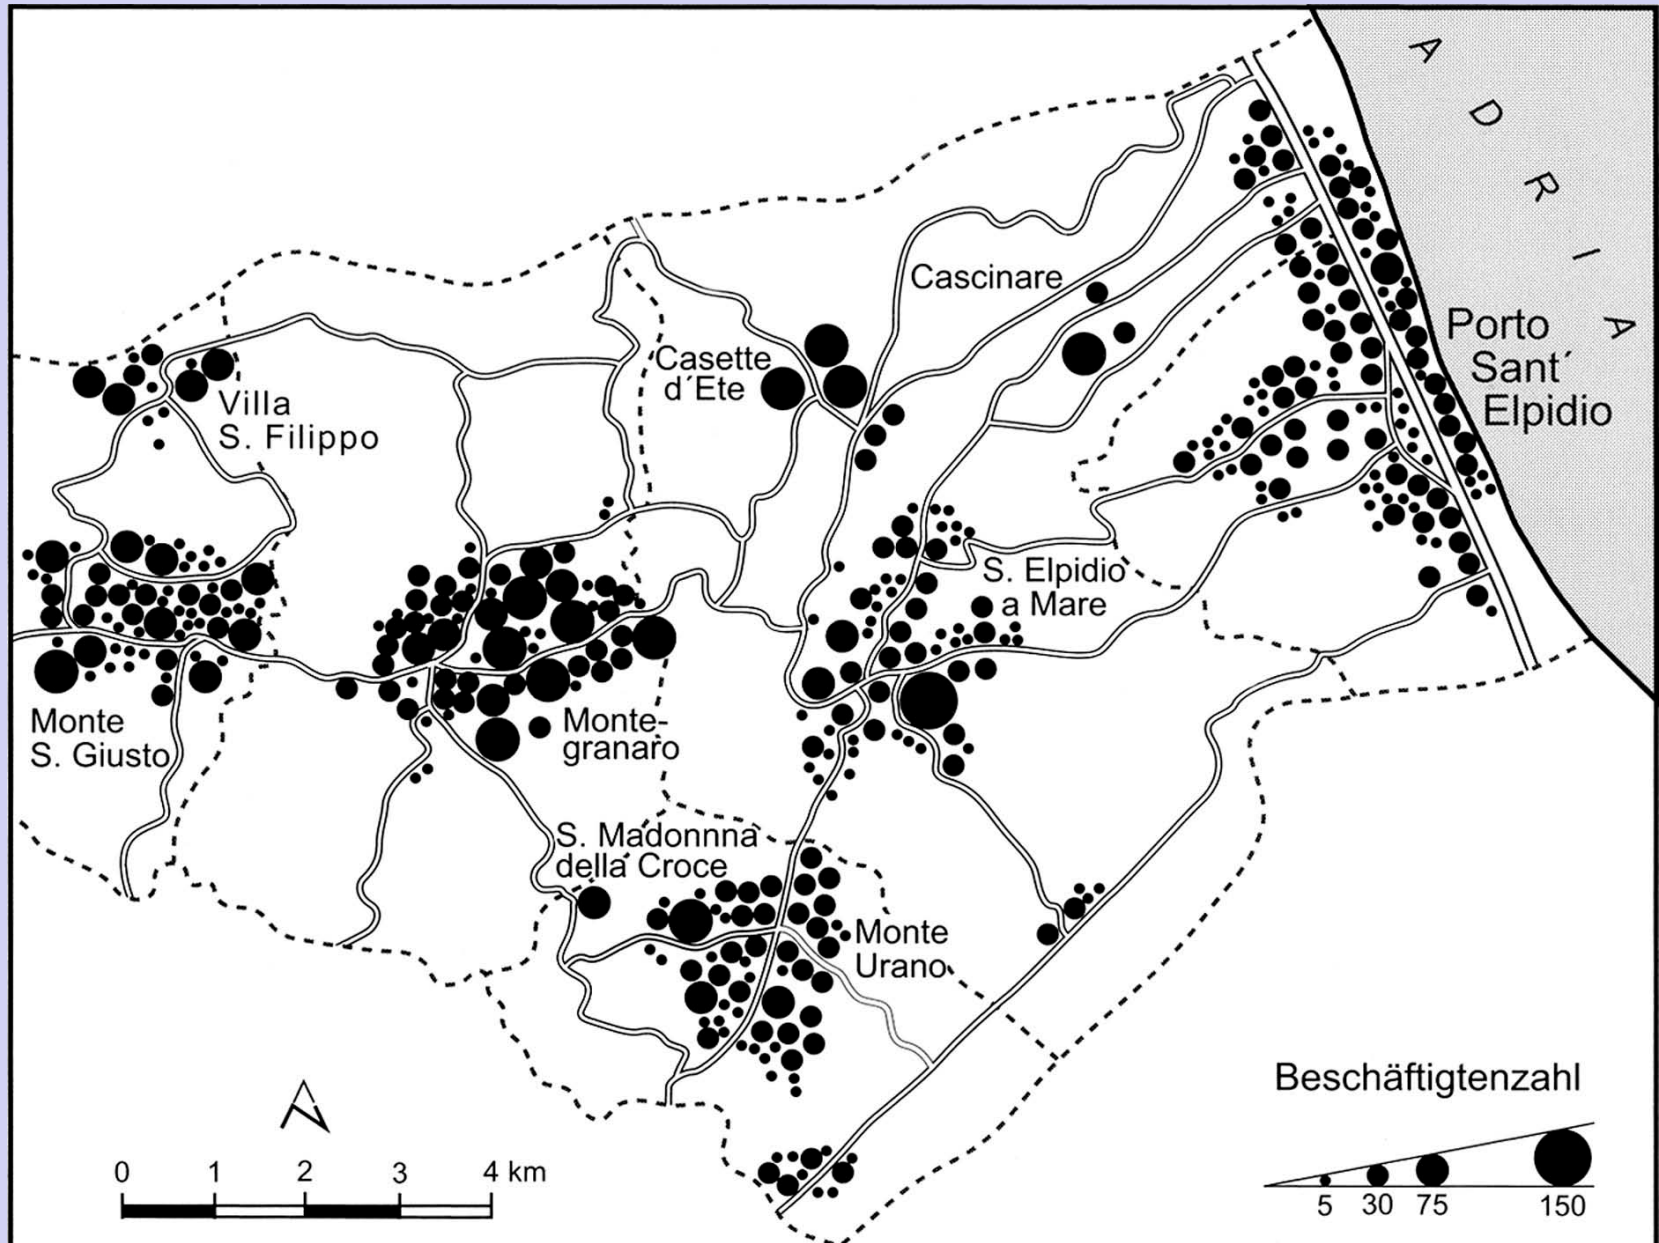 A D R I A
Cascinare
Porto
Sant´
Elpidio
Casette
d´Ete
Villa
S. Filippo
S. Elpidio
a Mare
Monte
S. Giusto
Monte-
granaro
S. Madonnna
della Croce
Monte
Urano
Beschäftigtenzahl
0 1 2 3 4 km
5 30 75 150